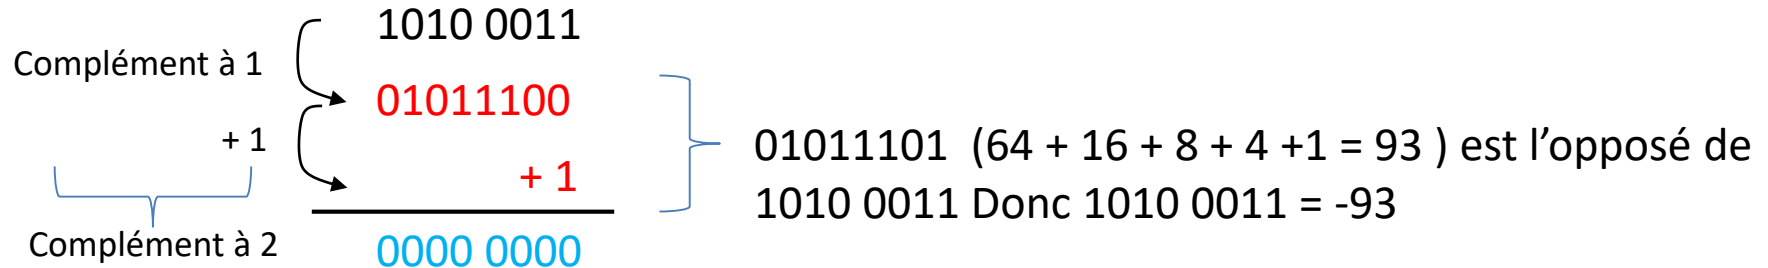 1010 0011
Complément à 1
01011100
+ 1
+ 1
Complément à 2
0000 0000
01011101 (64 + 16 + 8 + 4 +1 = 93 ) est l’opposé de
1010 0011 Donc 1010 0011 = -93